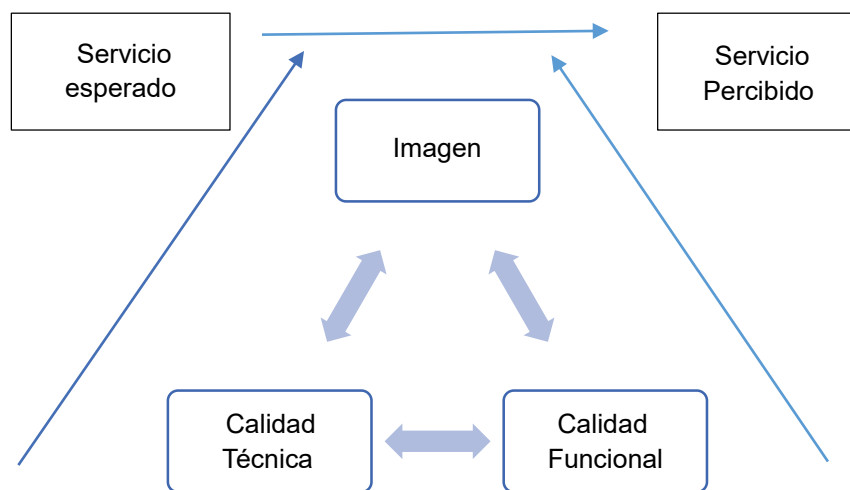 Servicio
esperado
Servicio
Percibido
Imagen
Calidad
Técnica
Calidad
Funcional